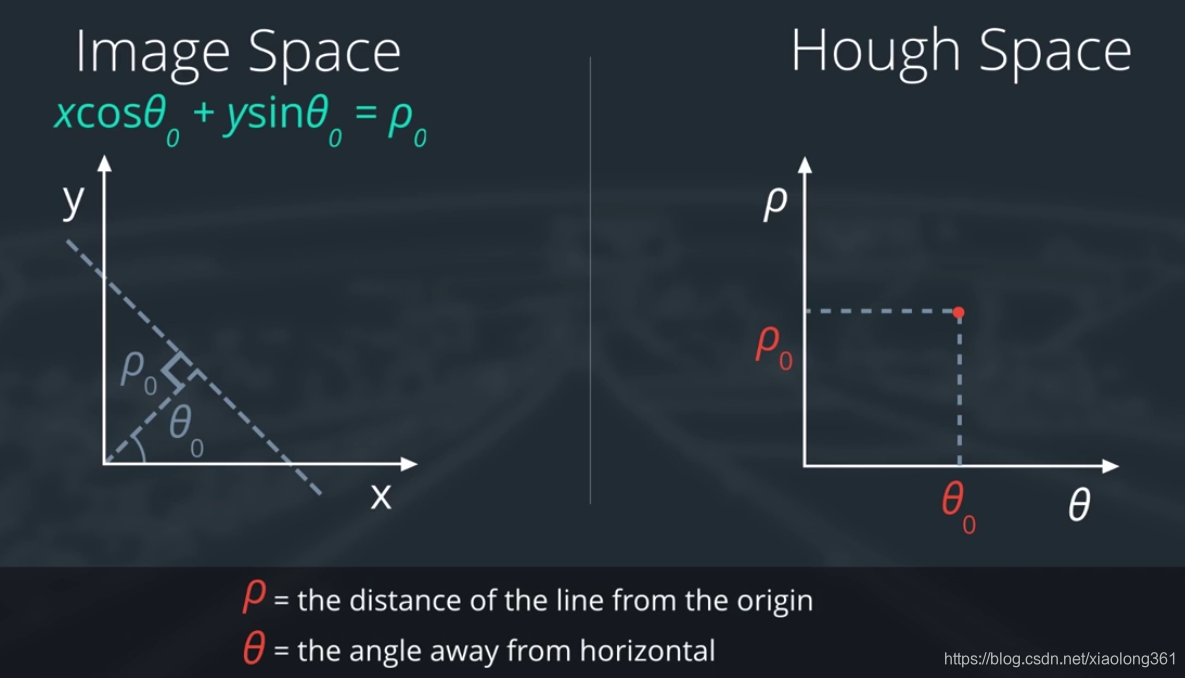 Image Space
xcosθ₀ + ysinθ₀ = ρ₀
y
ρ₀
θ₀
x
Hough Space
ρ
ρ₀
θ₀
θ
ρ = the distance of the line from the origin
θ = the angle away from horizontal
https://blog.csdn.net/xiaolong361